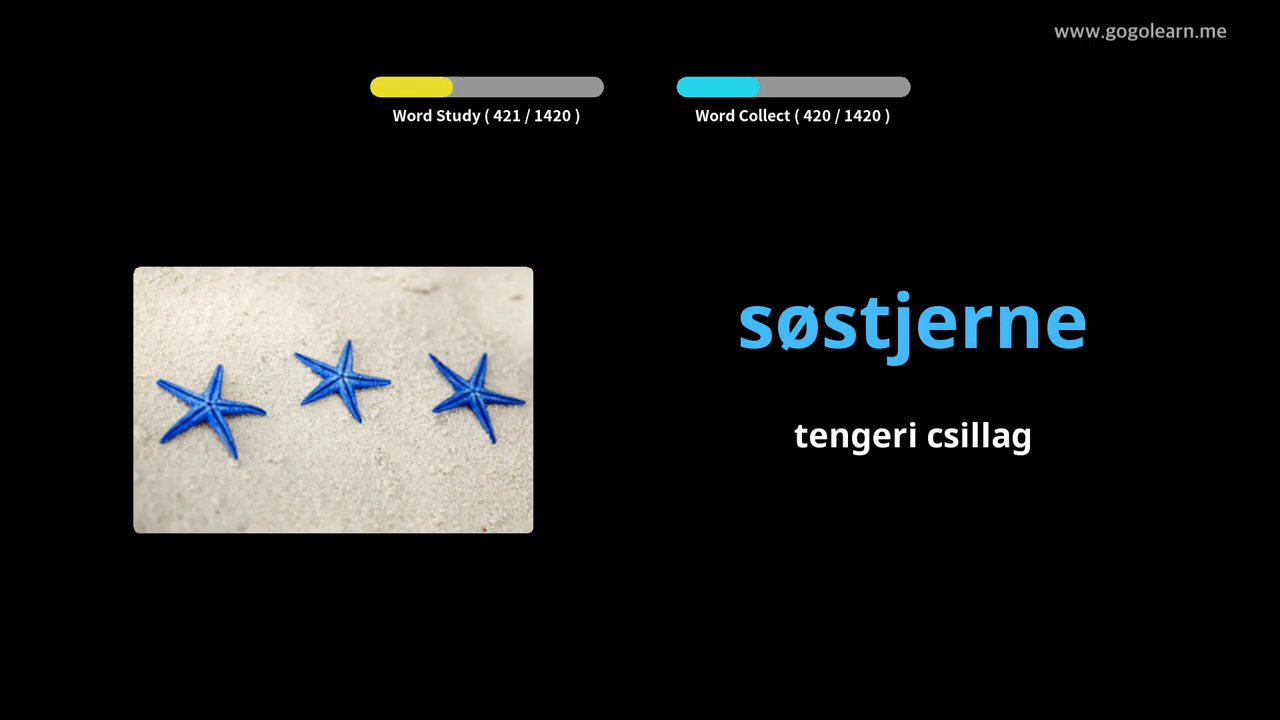 www.gogolearn.me
Word Study ( 421 / 1420 )
Word Collect ( 420 / 1420 )
søstjerne
tengeri csillag